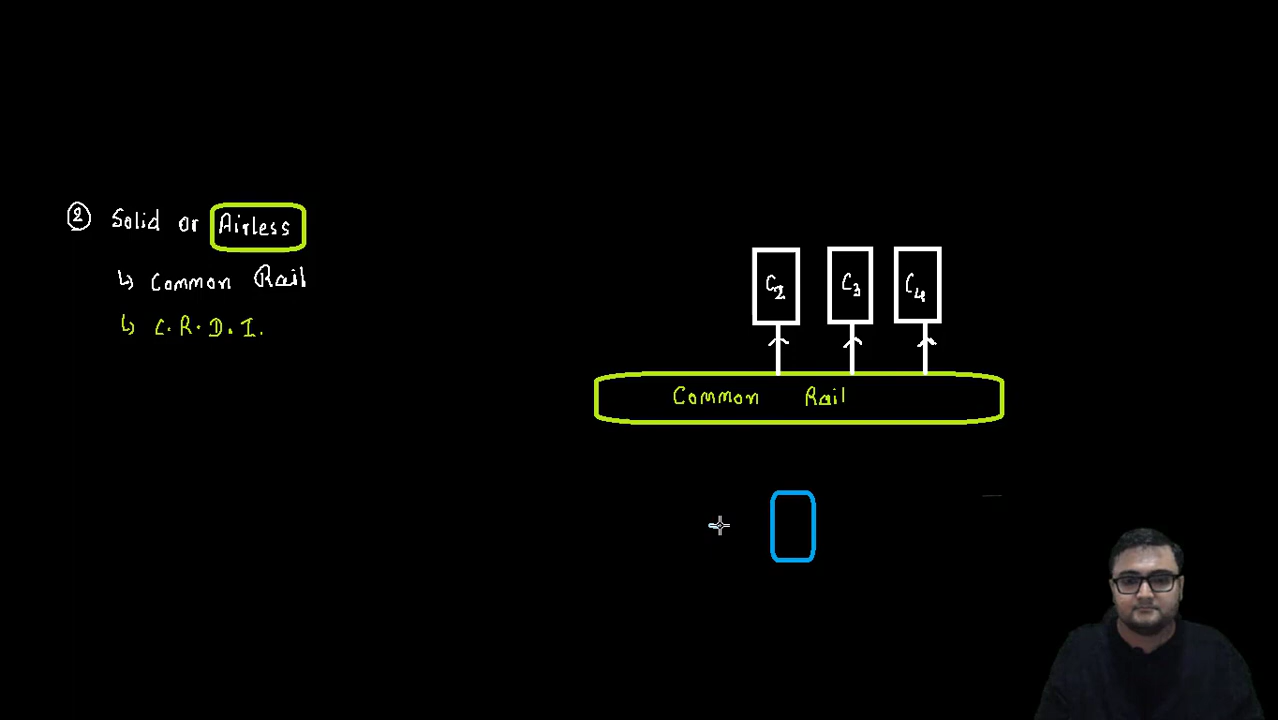 ② Solid or Airless
↳ Common Rail
↳ C.R.D.I.
C2 C3 C4
Common Rail